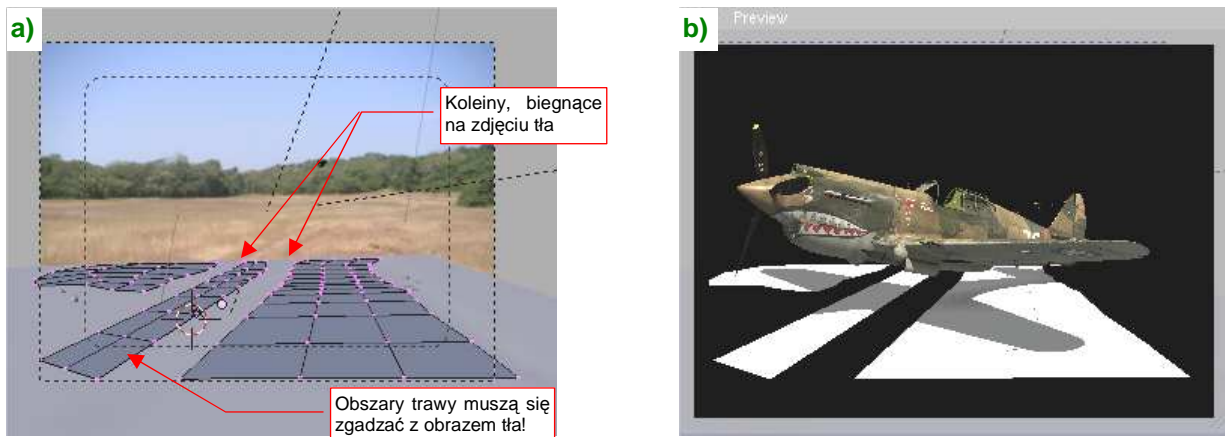 a)
Koleiny, biegnące
na zdjęciu tła
Obszary trawy muszą się
zgadzać z obrazem tła!
b)
Preview